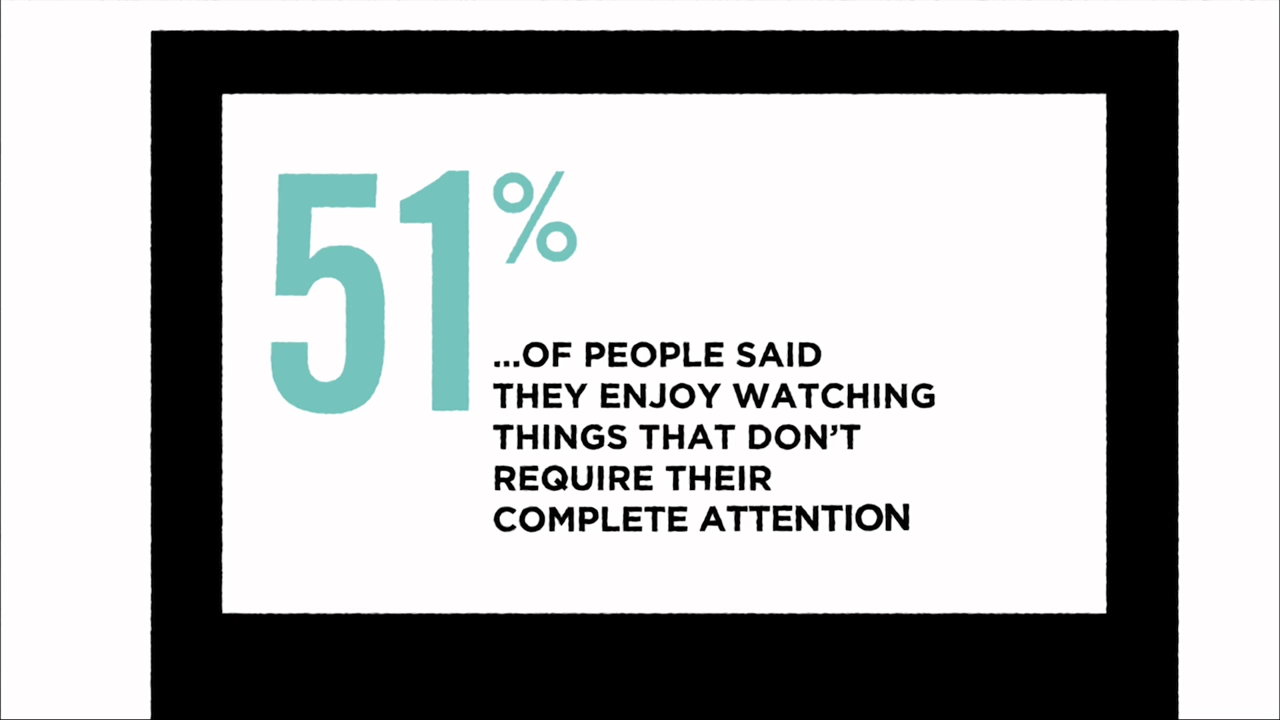 51%
...OF PEOPLE SAID
THEY ENJOY WATCHING
THINGS THAT DON’T
REQUIRE THEIR
COMPLETE ATTENTION